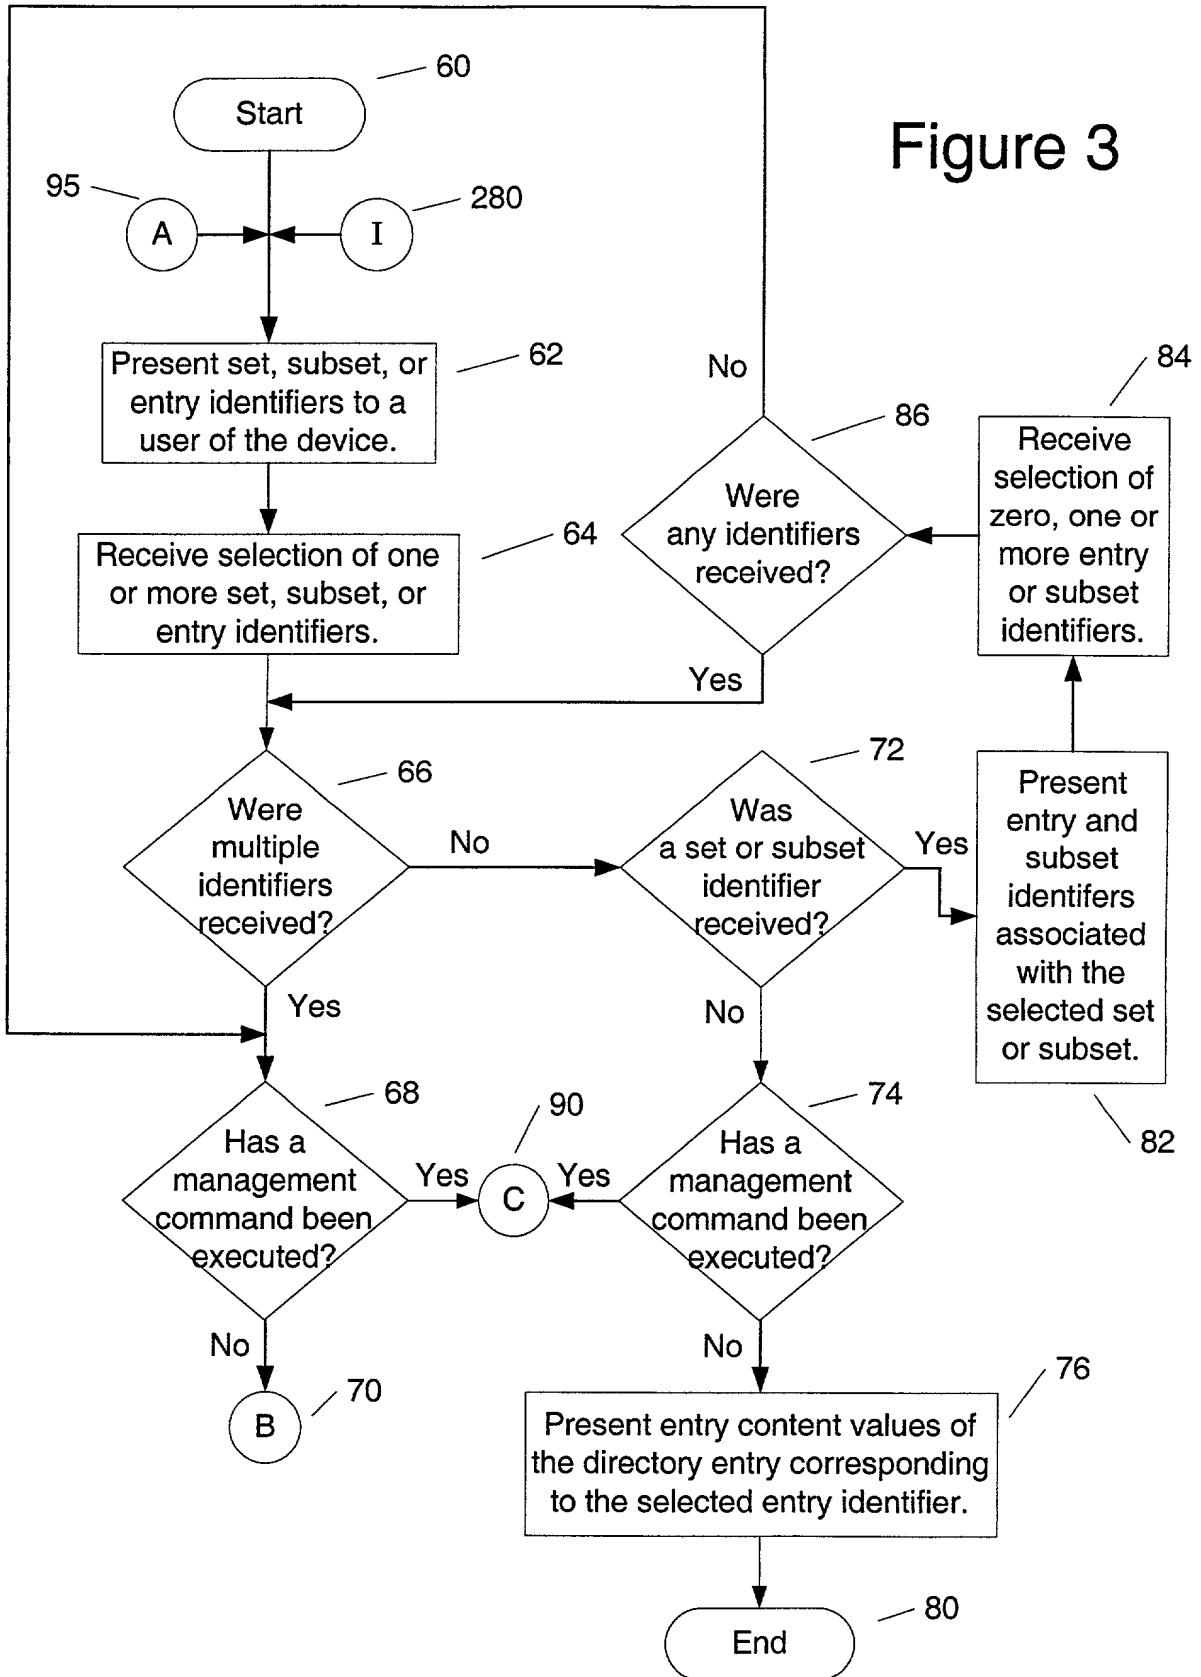 Figure 3
60
Start
95
A
280
I
Present set, subset, or
entry identifiers to a
user of the device.
62
Receive selection of one
or more set, subset, or
entry identifiers.
64
No
86
Were
any identifiers
received?
Yes
84
Receive
selection of
zero, one or
more entry
or subset
identifiers.
66
Were
multiple
identifiers
received?
No
Yes
72
Was
a set or subset
identifier
received?
Yes
No
Present
entry and
subset
identifers
associated
with the
selected set
or subset.
82
68
Has a
management
command been
executed?
Yes
No
90
C
Yes
74
Has a
management
command been
executed?
No
70
B
76
Present entry content values of
the directory entry corresponding
to the selected entry identifier.
80
End